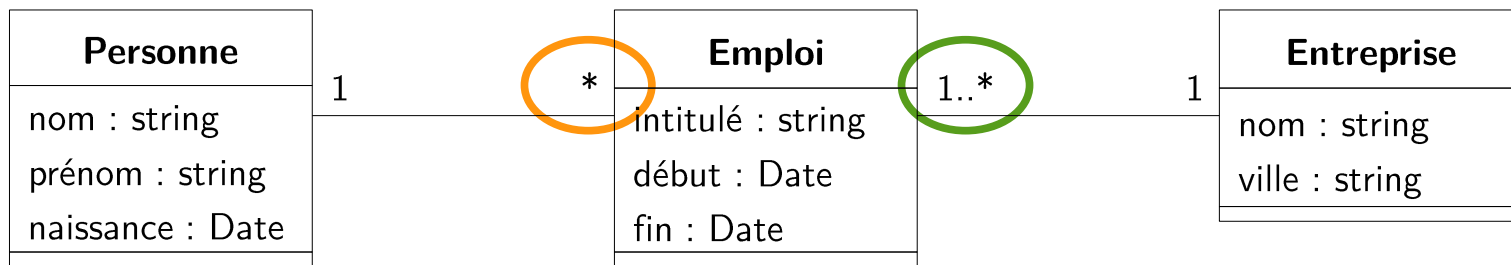 Personne
nom : string
prénom : string
naissance : Date
1
*
Emploi
intitulé : string
début : Date
fin : Date
1..*
1
Entreprise
nom : string
ville : string